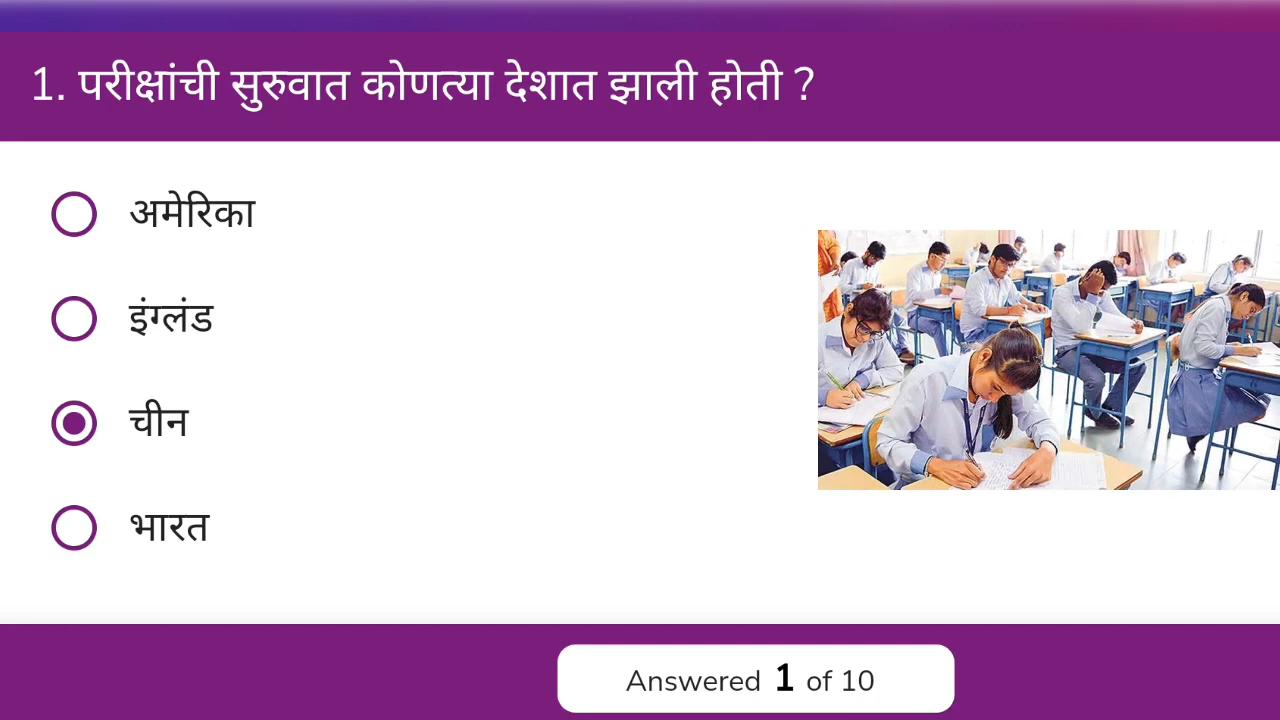 1. परीक्षांची सुरुवात कोणत्या देशात झाली होती ?
अमेरिका
इंग्लंड
चीन
भारत
Answered 1 of 10